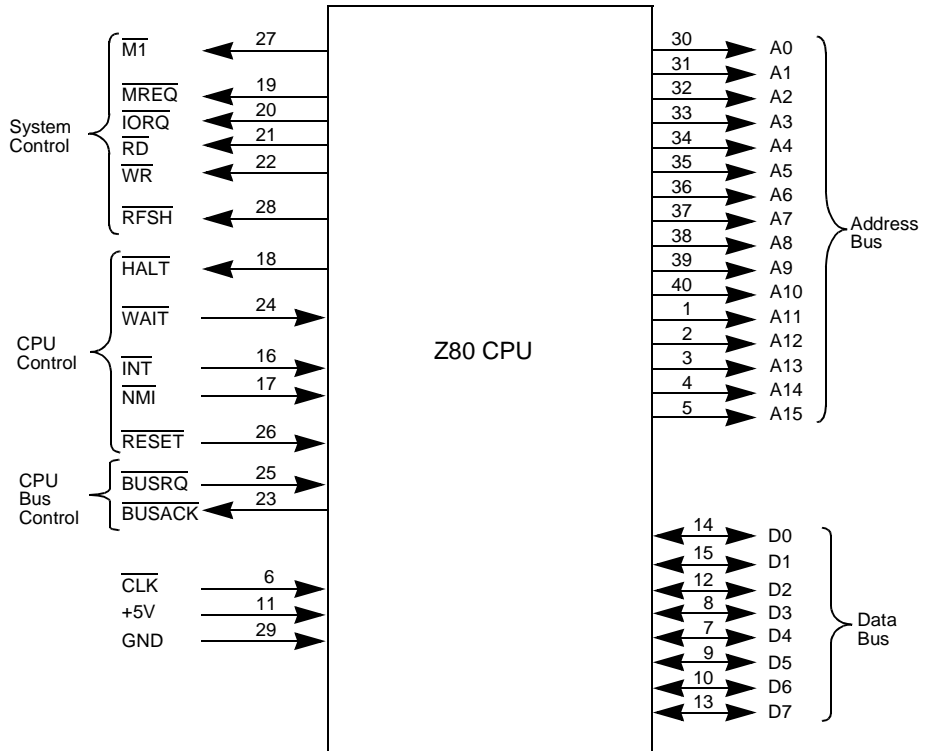 System
Control
M1 27
MREQ 19
IORQ 20
RD 21
WR 22
RFSH 28
CPU
Control
HALT 18
WAIT 24
INT 16
NMI 17
RESET 26
CPU
Bus
Control
BUSRQ 25
BUSACK 23
CLK 6
+5V 11
GND 29
Z80 CPU
30 A0
31 A1
32 A2
33 A3
34 A4
35 A5
36 A6
37 A7
38 A8
39 A9
40 A10
1 A11
2 A12
3 A13
4 A14
5 A15
Address
Bus
14 D0
15 D1
12 D2
8 D3
7 D4
9 D5
10 D6
13 D7
Data
Bus